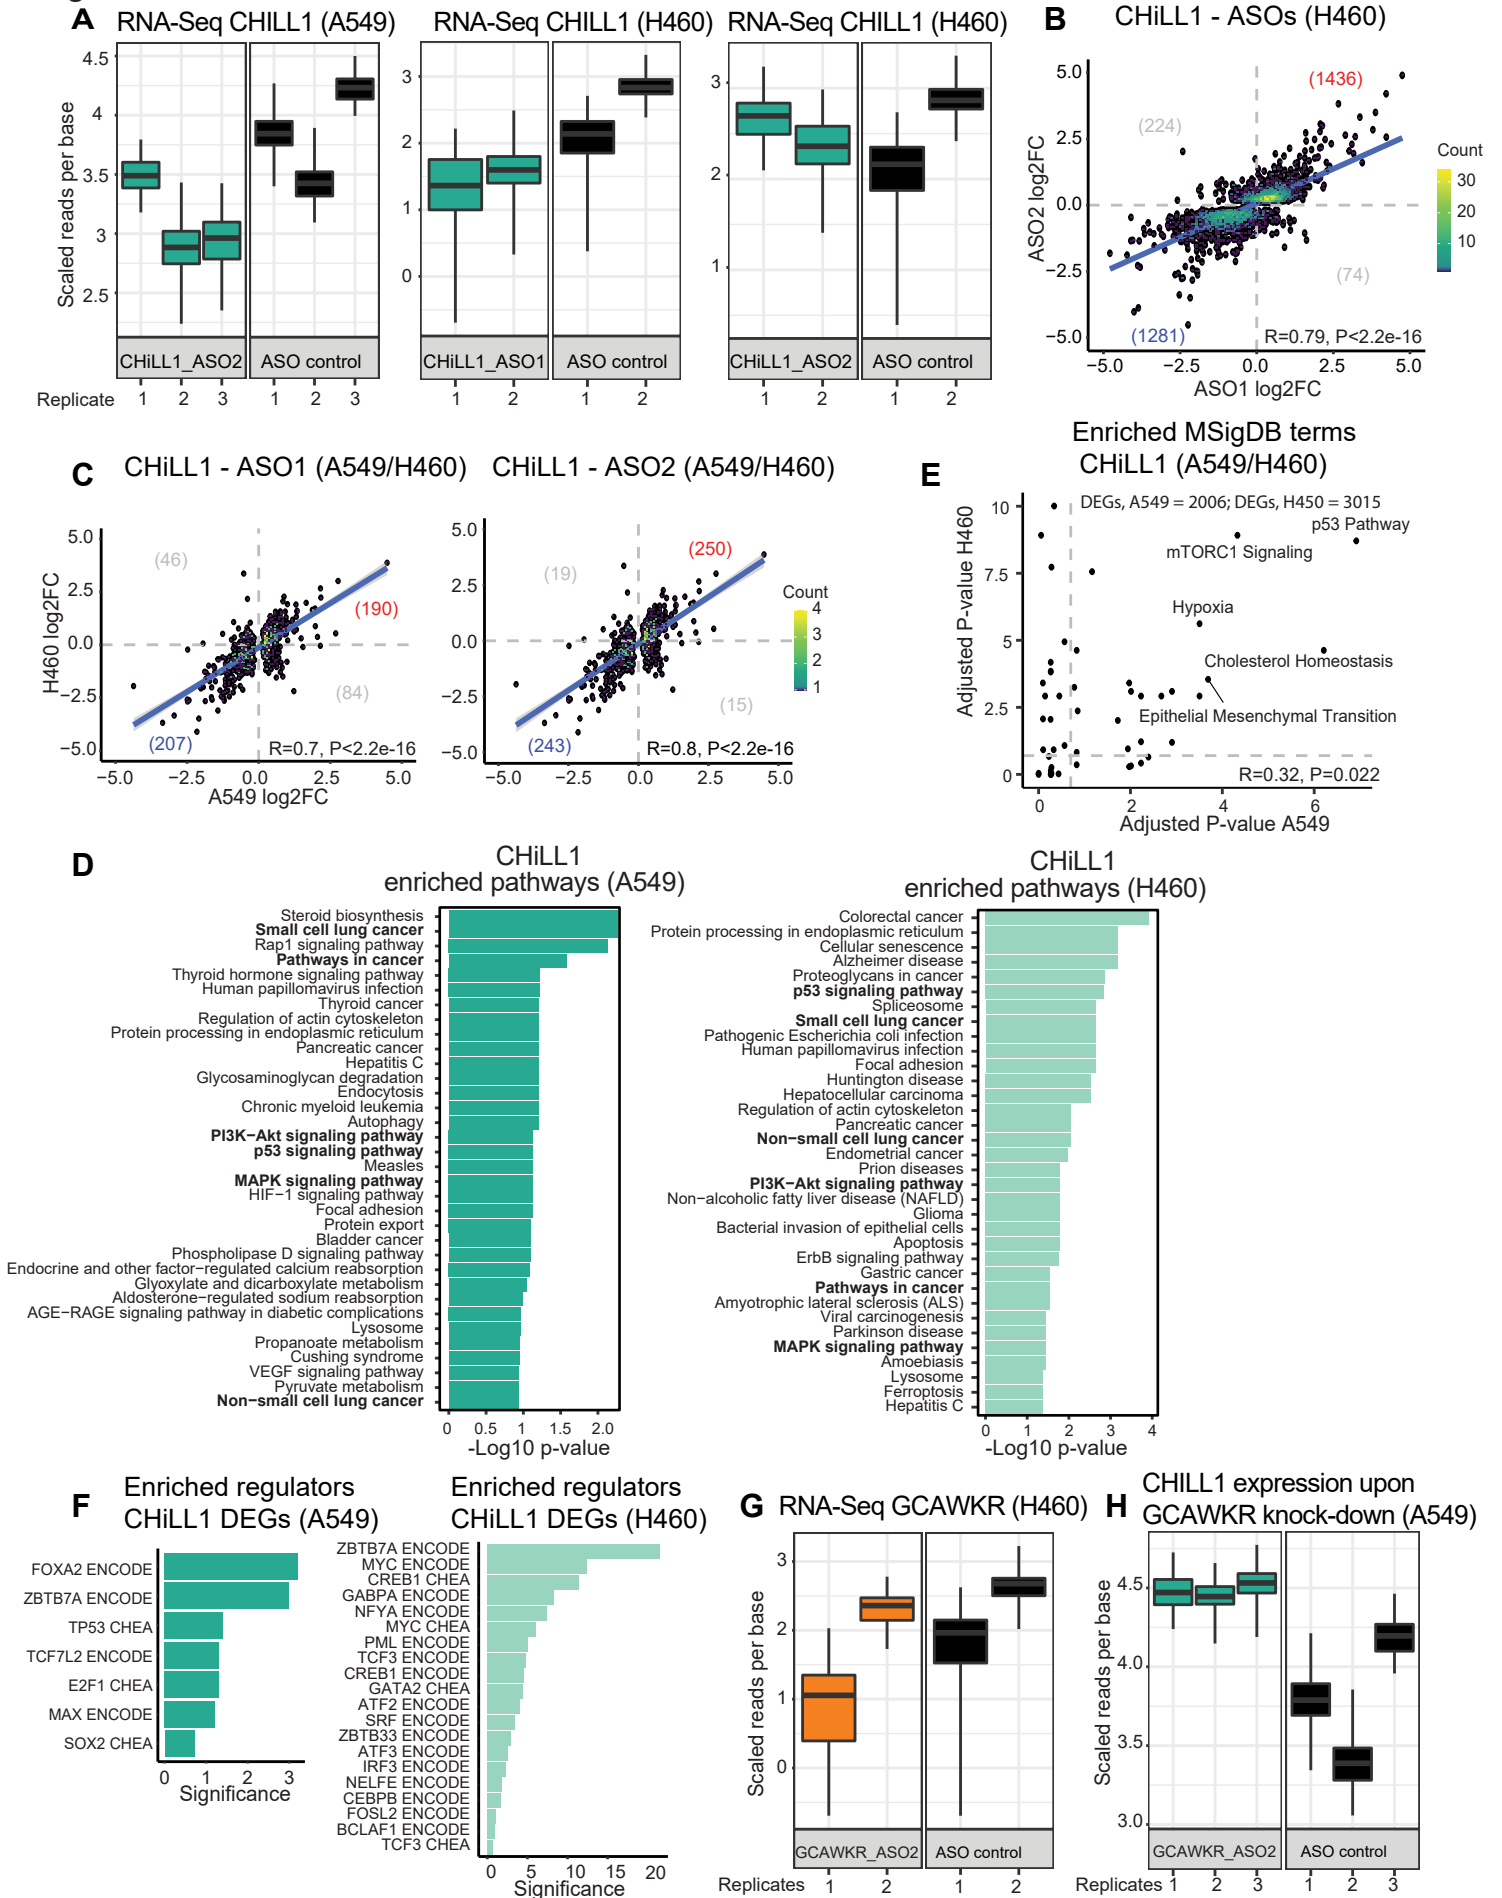 A
RNA-Seq CHILL1 (A549)
RNA-Seq CHILL1 (H460)
RNA-Seq CHILL1 (H460)
Scaled reads per base
4.5
4
3.5
3
2.5
CHiLL1_ASO2
ASO control
3
2
1
0
CHiLL1_ASO1
ASO control
3
2
1
CHiLL1_ASO2
ASO control
Replicate 1 2 3 1 2 3 1 2 1 2 1 2 1 2
B
CHiLL1 - ASOs (H460)
ASO2 log2FC
5.0
2.5
0.0
−2.5
−5.0
(224)
(1436)
(74)
(1281)
R=0.79, P<2.2e-16
−5.0 −2.5 0.0 2.5 5.0
ASO1 log2FC
Count
30
20
10
C
CHiLL1 - ASO1 (A549/H460)
H460 log2FC
5.0
2.5
0.0
−2.5
−5.0
(46)
(190)
(84)
(207)
R=0.7, P<2.2e-16
−5.0 −2.5 0.0 2.5 5.0
A549 log2FC
CHiLL1 - ASO2 (A549/H460)
5.0
2.5
0.0
−2.5
−5.0
(19)
(250)
(15)
(243)
R=0.8, P<2.2e-16
−5.0 −2.5 0.0 2.5 5.0
Count
4
3
2
1
E
Enriched MSigDB terms
CHiLL1 (A549/H460)
Adjusted P-value H460
10
7.5
5
2.5
0
DEGs, A549 = 2006; DEGs, H450 = 3015
p53 Pathway
mTORC1 Signaling
Hypoxia
Cholesterol Homeostasis
Epithelial Mesenchymal Transition
R=0.32, P=0.022
0 2 4 6
Adjusted P-value A549
D
CHiLL1
enriched pathways (A549)
Steroid biosynthesis
Small cell lung cancer
Rap1 signaling pathway
Pathways in cancer
Thyroid hormone signaling pathway
Human papillomavirus infection
Thyroid cancer
Regulation of actin cytoskeleton
Protein processing in endoplasmic reticulum
Pancreatic cancer
Hepatitis C
Glycosaminoglycan degradation
Endocytosis
Chronic myeloid leukemia
Autophagy
PI3K−Akt signaling pathway
p53 signaling pathway
Measles
MAPK signaling pathway
HIF−1 signaling pathway
Focal adhesion
Protein export
Bladder cancer
Phospholipase D signaling pathway
Endocrine and other factor−regulated calcium reabsorption
Glyoxylate and dicarboxylate metabolism
Aldosterone−regulated sodium reabsorption
AGE−RAGE signaling pathway in diabetic complications
Lysosome
Propanoate metabolism
Cushing syndrome
VEGF signaling pathway
Pyruvate metabolism
Non−small cell lung cancer
0 0.5 1 1.5 2.0
-Log10 p-value
CHiLL1
enriched pathways (H460)
Colorectal cancer
Protein processing in endoplasmic reticulum
Cellular senescence
Alzheimer disease
Proteoglycans in cancer
p53 signaling pathway
Spliceosome
Small cell lung cancer
Pathogenic Escherichia coli infection
Human papillomavirus infection
Focal adhesion
Huntington disease
Hepatocellular carcinoma
Regulation of actin cytoskeleton
Pancreatic cancer
Non−small cell lung cancer
Endometrial cancer
Prion diseases
PI3K−Akt signaling pathway
Non−alcoholic fatty liver disease (NAFLD)
Glioma
Bacterial invasion of epithelial cells
Apoptosis
ErbB signaling pathway
Gastric cancer
Pathways in cancer
Amyotrophic lateral sclerosis (ALS)
Viral carcinogenesis
Parkinson disease
MAPK signaling pathway
Amoebiasis
Lysosome
Ferroptosis
Hepatitis C
0 1 2 3 4
-Log10 p-value
F
Enriched regulators
CHiLL1 DEGs (A549)
FOXA2 ENCODE
ZBTB7A ENCODE
TP53 CHEA
TCF7L2 ENCODE
E2F1 CHEA
MAX ENCODE
SOX2 CHEA
0 1 2 3
Significance
Enriched regulators
CHiLL1 DEGs (H460)
ZBTB7A ENCODE
MYC ENCODE
CREB1 CHEA
GABPA ENCODE
NFYA ENCODE
MYC CHEA
PML ENCODE
TCF3 ENCODE
CREB1 ENCODE
GATA2 CHEA
ATF2 ENCODE
SRF ENCODE
ZBTB33 ENCODE
ATF3 ENCODE
IRF3 ENCODE
NELFE ENCODE
CEBPB ENCODE
FOSL2 ENCODE
BCLAF1 ENCODE
TCF3 CHEA
0 5 10 15 20
Significance
G
RNA-Seq GCAWKR (H460)
Scaled reads per base
3
2
1
0
GCAWKR_ASO2
ASO control
Replicates 1 2 1 2
H
CHILL1 expression upon
GCAWKR knock-down (A549)
Scaled reads per base
4.5
4.0
3.5
3.0
GCAWKR_ASO2
ASO control
Replicates 1 2 3 1 2 3